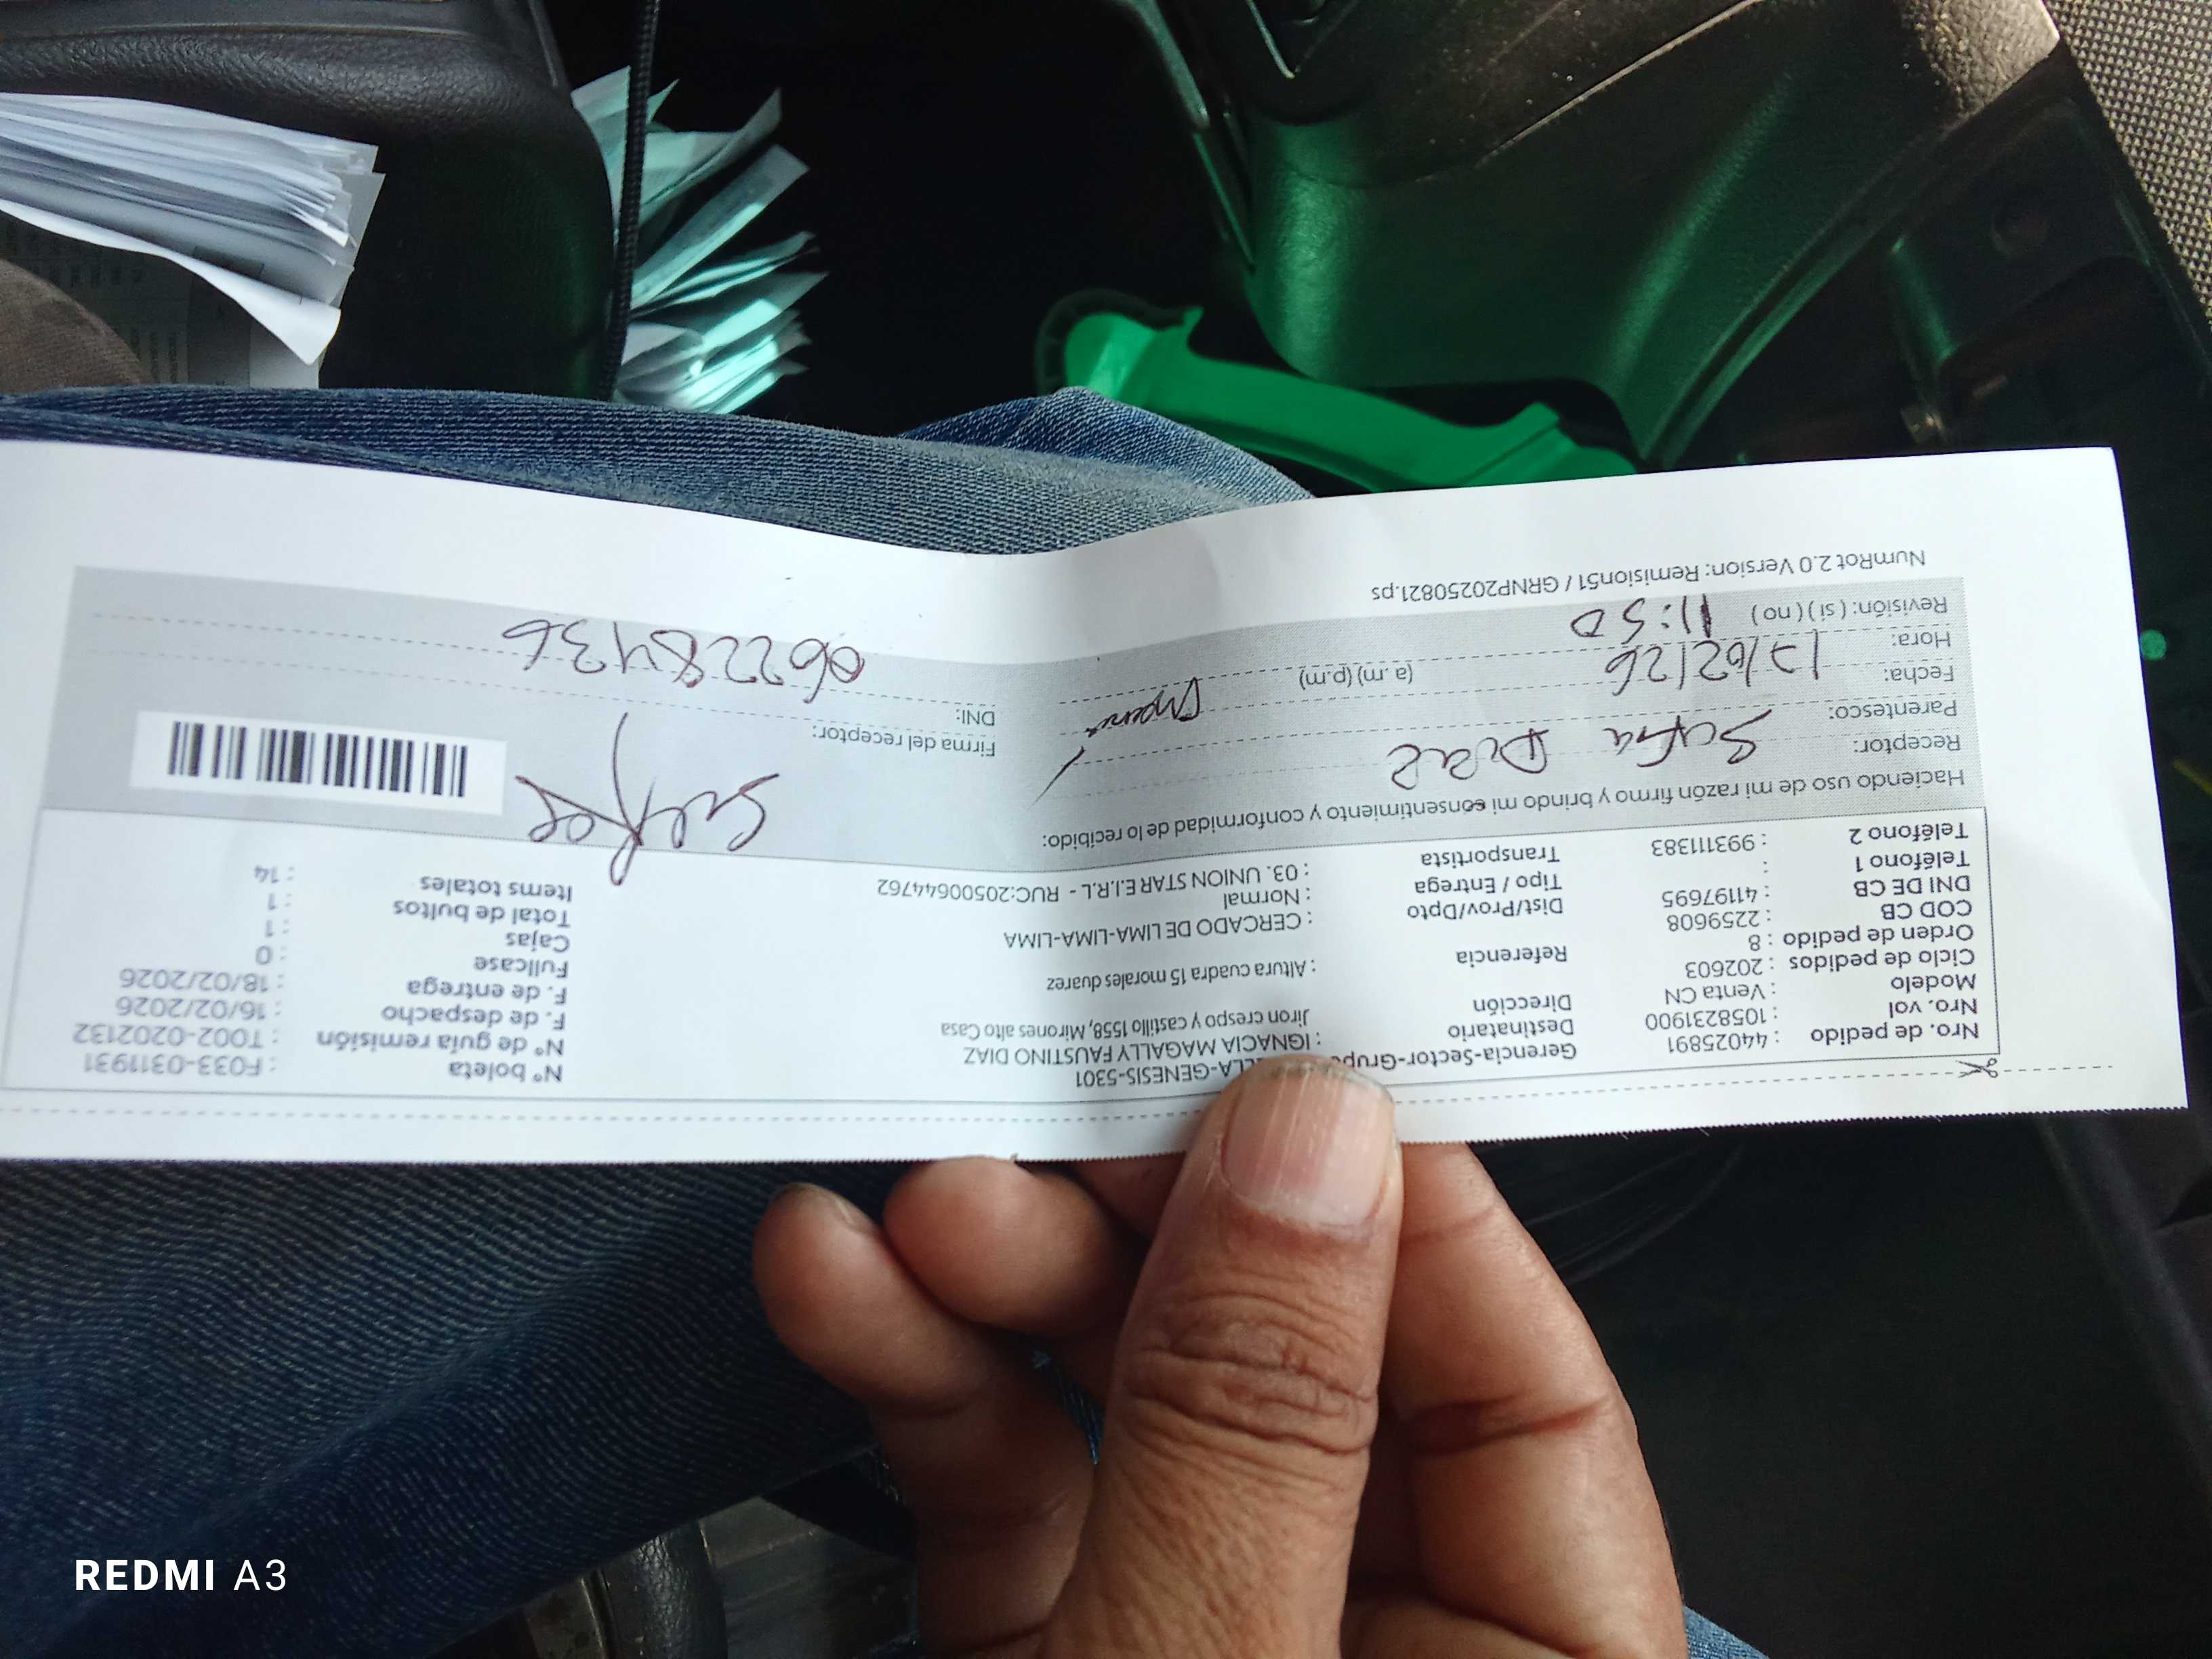 Nro. de pedido : 44025891
Nro. val : 1058231900
Modelo : Venta CN
Ciclo de pedidos : 202603
Orden de pedido : 8
COD CB : 2259608
DNI DE CB : 41197695
Teléfono 1 :
Teléfono 2 : 993111383
Gerencia-Sector-Grupo LLA-GENESIS-5301
Destinatario : IGNACIA MAGALLY FAUSTINO DIAZ
Dirección Jiron crespo y castillo 1558, Mirones alto Casa
Referencia : Altura cuadra 15 morales duarez
Dist/Prov/Dpto : CERCADO DE LIMA-LIMA-LIMA
Tipo / Entrega : Normal
Transportista : 03. UNION STAR E.I.R.L - RUC:20500644762
Nº boleta : F033-0311931
Nº de guía remisión : T002-0202132
F. de despacho : 16/02/2026
F. de entrega : 18/02/2026
Fullcase : 0
Cajas : 1
Total de bultos : 1
Items totales : 14
Haciendo uso de mi razón firmo y brindo mi consentimiento y conformidad de lo recibido:
Receptor:
Parentesco:
Fecha: /02/26
Hora: 11:50 (a.m) (p.m)
Revisión: ( si ) ( no )
Firma del receptor:
DNI: 06228436
NumRot 2.0 Version: Remision51 / GRNP20250821.ps
REDMI A3